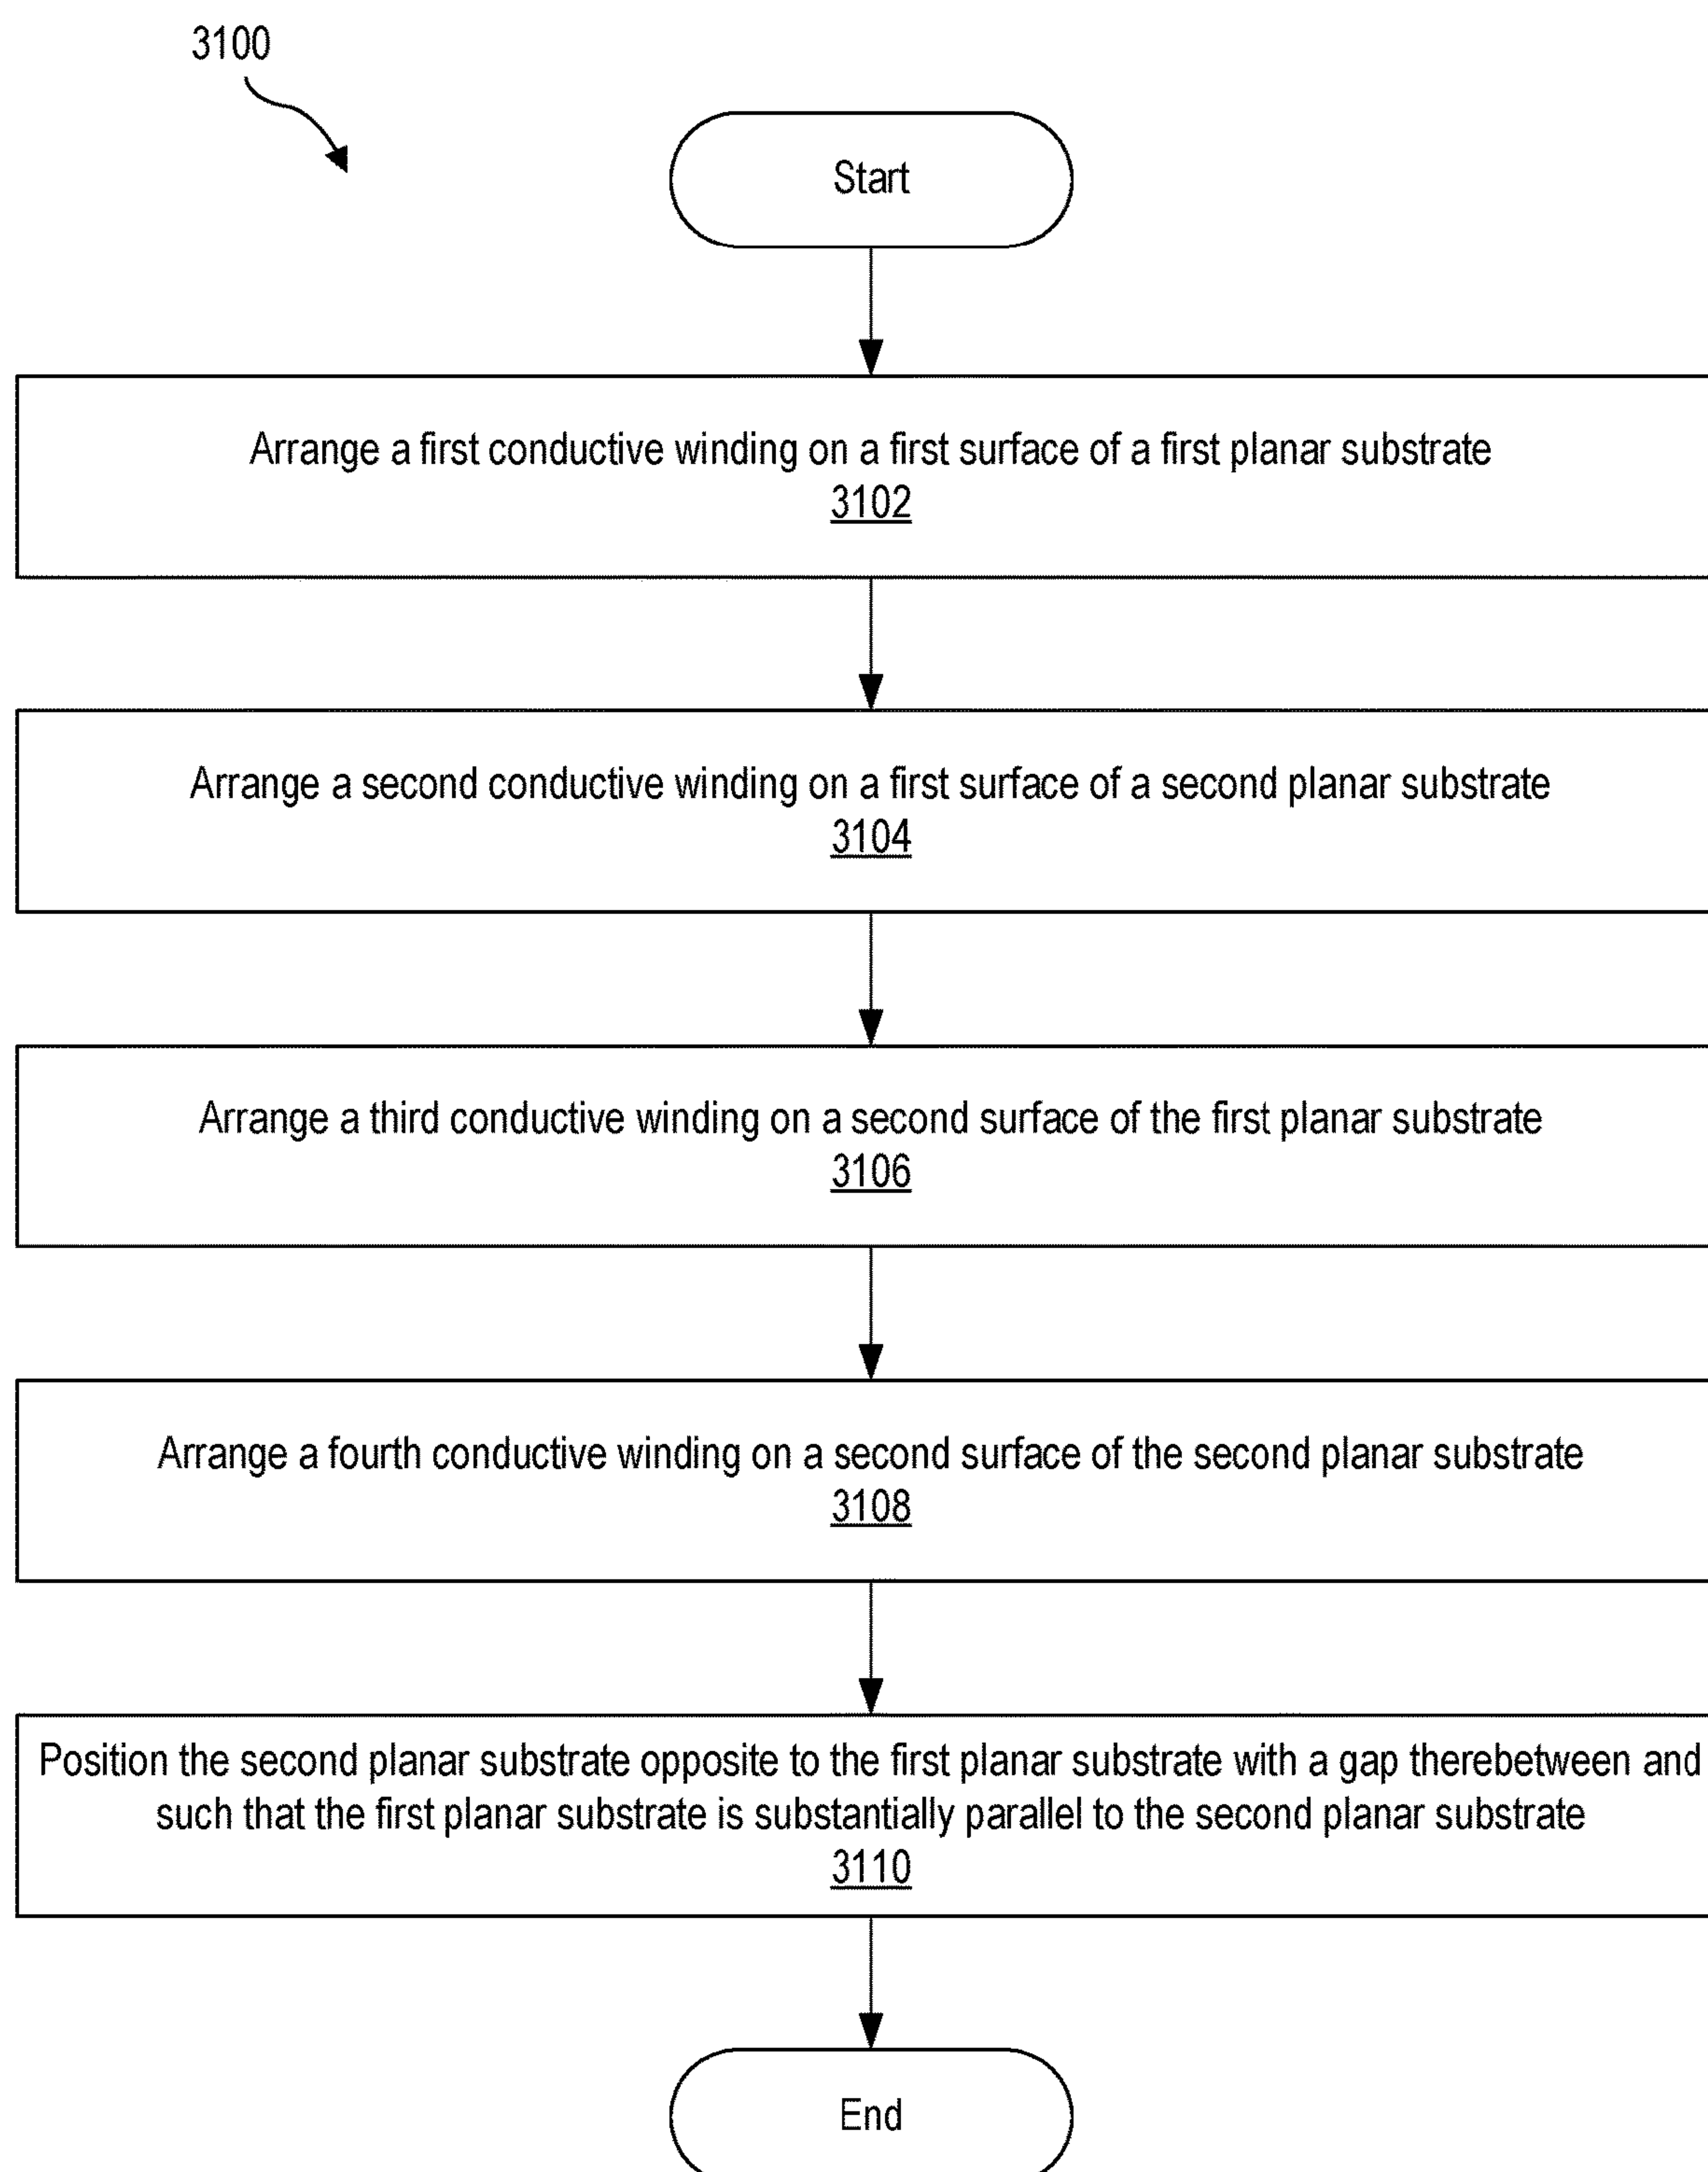 3100
Start
Arrange a first conductive winding on a first surface of a first planar substrate
3102
Arrange a second conductive winding on a first surface of a second planar substrate
3104
Arrange a third conductive winding on a second surface of the first planar substrate
3106
Arrange a fourth conductive winding on a second surface of the second planar substrate
3108
Position the second planar substrate opposite to the first planar substrate with a gap therebetween and
such that the first planar substrate is substantially parallel to the second planar substrate
3110
End